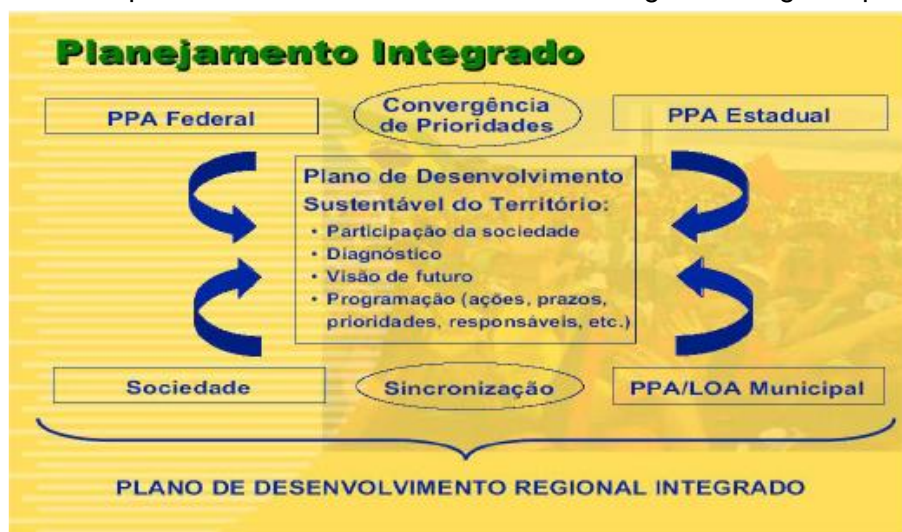 Planejamento Integrado
PPA Federal
Convergência
de Prioridades
PPA Estadual
Plano de Desenvolvimento
Sustentável do Território:
• Participação da sociedade
• Diagnóstico
• Visão de futuro
• Programação (ações, prazos,
prioridades, responsáveis, etc.)
Sociedade
Sincronização
PPA/LOA Municipal
PLANO DE DESENVOLVIMENTO REGIONAL INTEGRADO